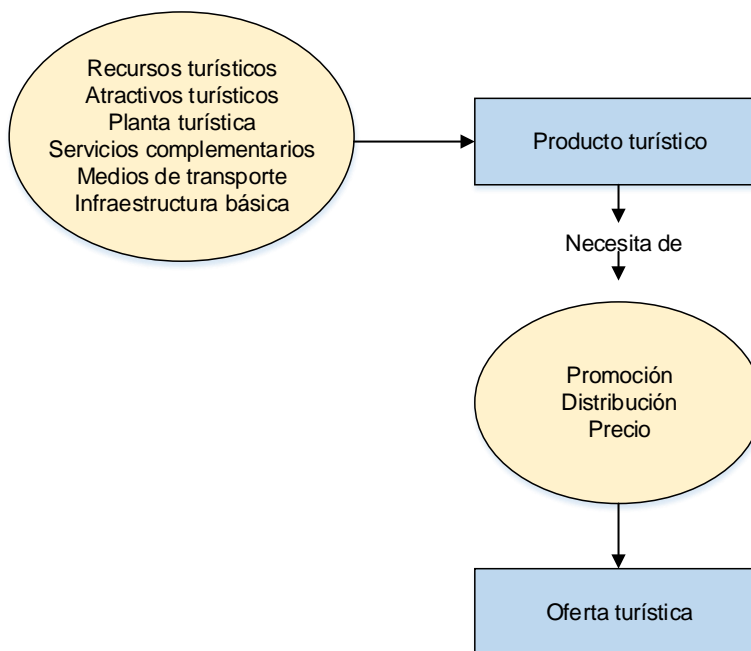 Recursos turísticos
Atractivos turísticos
Planta turística
Servicios complementarios
Medios de transporte
Infraestructura básica
Producto turístico
Necesita de
Promoción
Distribución
Precio
Oferta turística